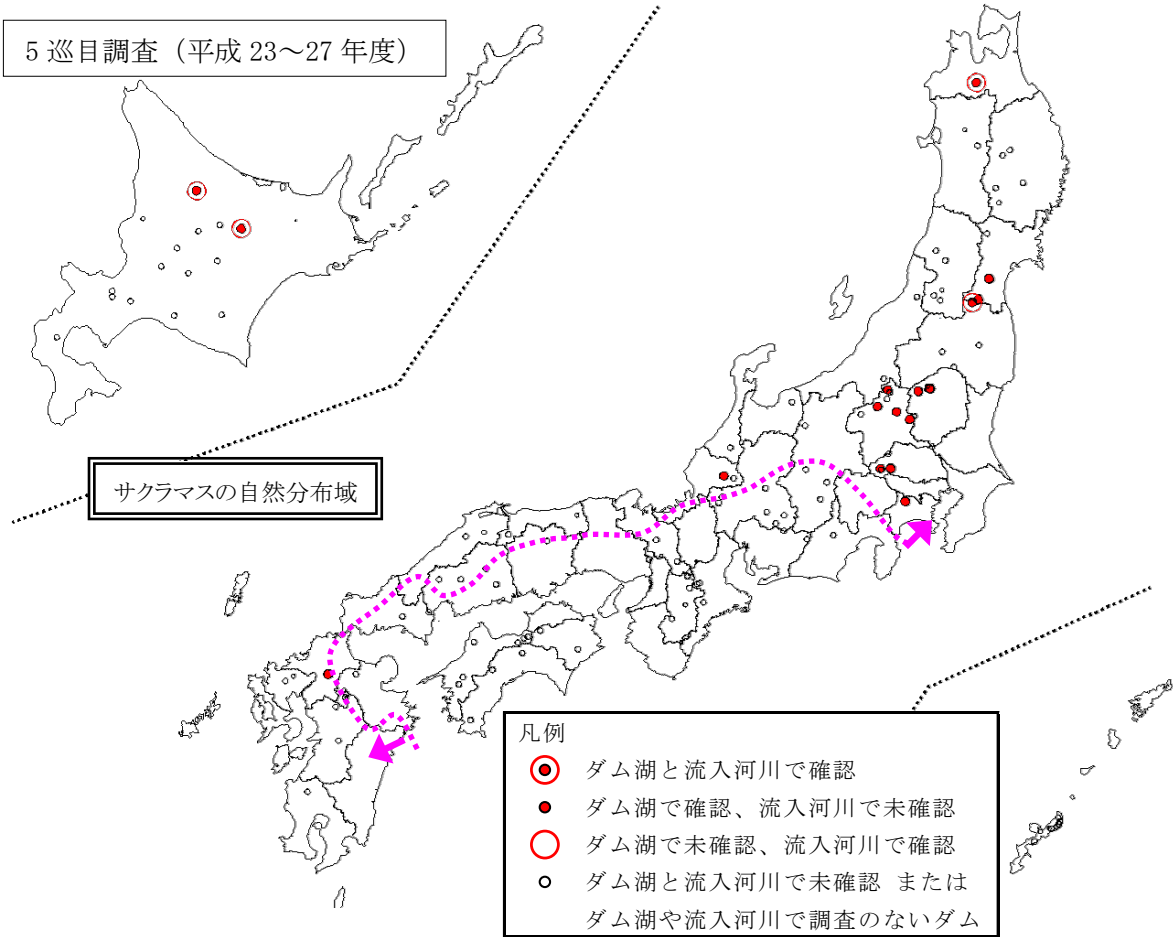 5巡目調査（平成 23～27 年度）
サクラマスの自然分布域
凡例
ダム湖と流入河川で確認
ダム湖で確認、流入河川で未確認
ダム湖で未確認、流入河川で確認
ダム湖と流入河川で未確認 または
ダム湖や流入河川で調査のないダム